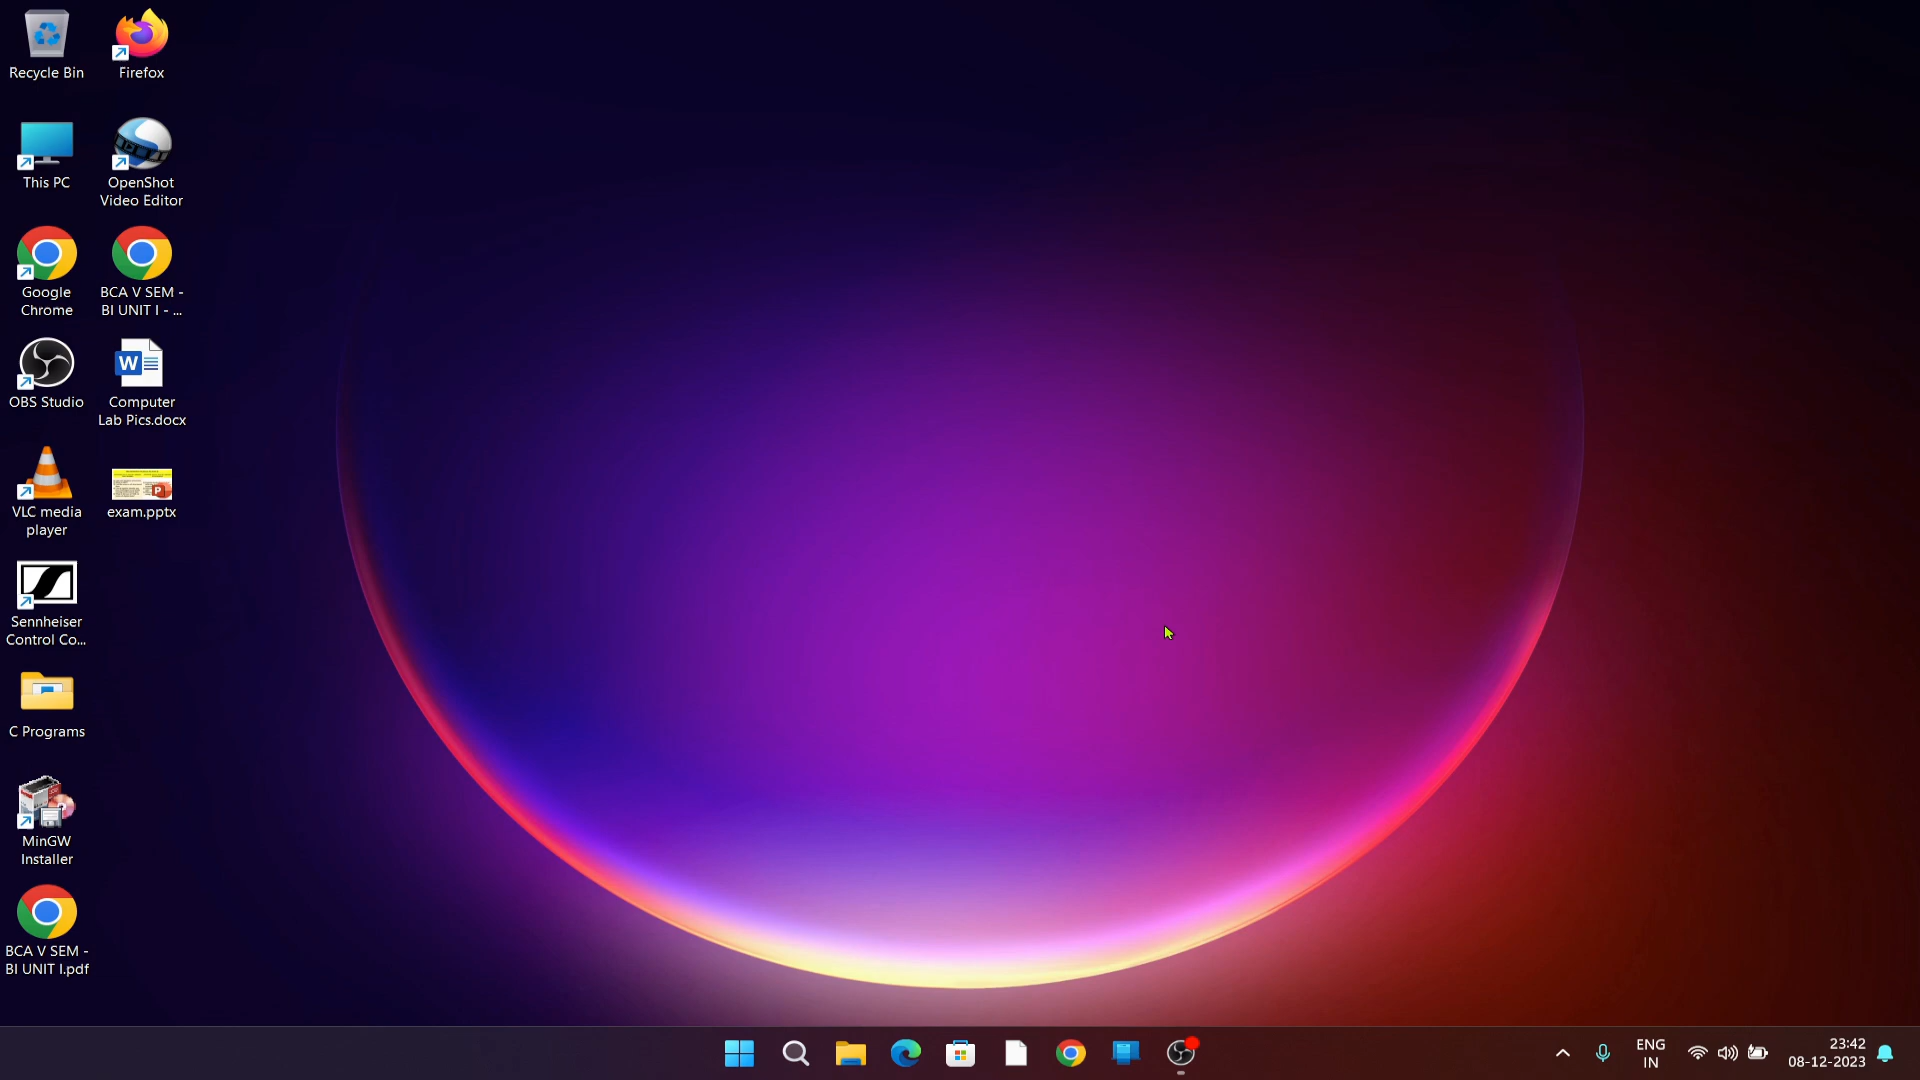 Recycle Bin
Firefox
This PC
OpenShot
Video Editor
Google
Chrome
BCA V SEM -
BI UNIT I - ...
OBS Studio
Computer
Lab Pics.docx
VLC media
player
exam.pptx
Sennheiser
Control Co...
C Programs
MinGW
Installer
BCA V SEM -
BI UNIT I.pdf
ENG
IN
23:42
08-12-2023